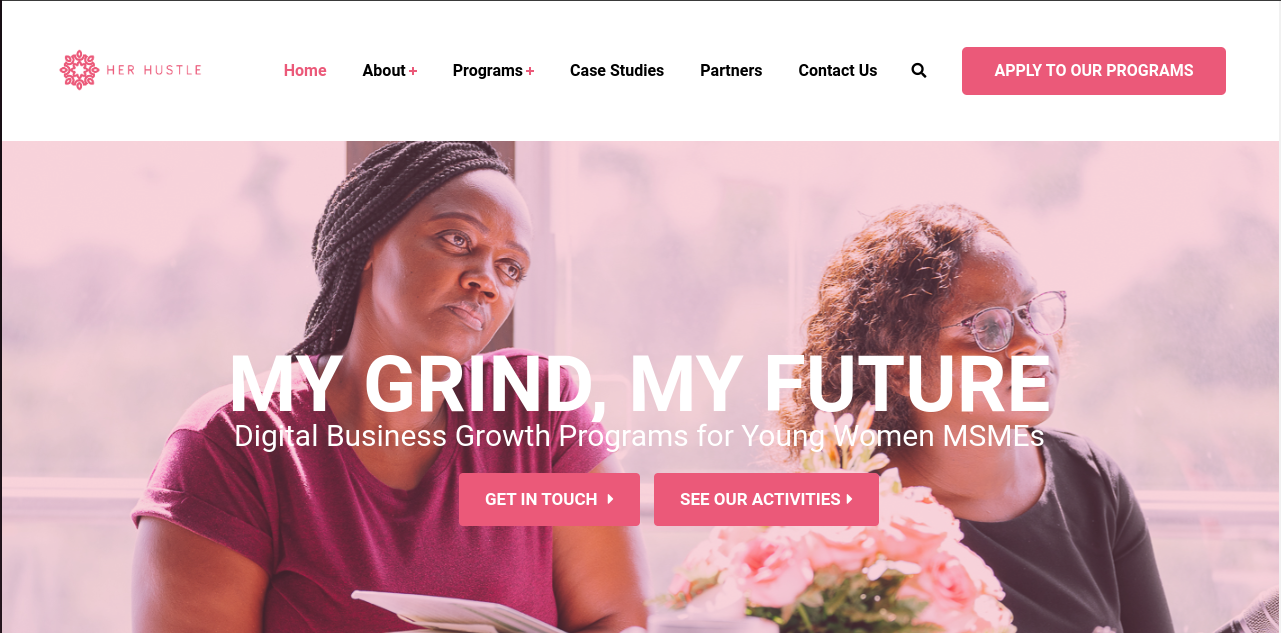 HER HUSTLE
Home About + Programs + Case Studies Partners Contact Us APPLY TO OUR PROGRAMS
MY GRIND, MY FUTURE
Digital Business Growth Programs for Young Women MSMEs
GET IN TOUCH SEE OUR ACTIVITIES